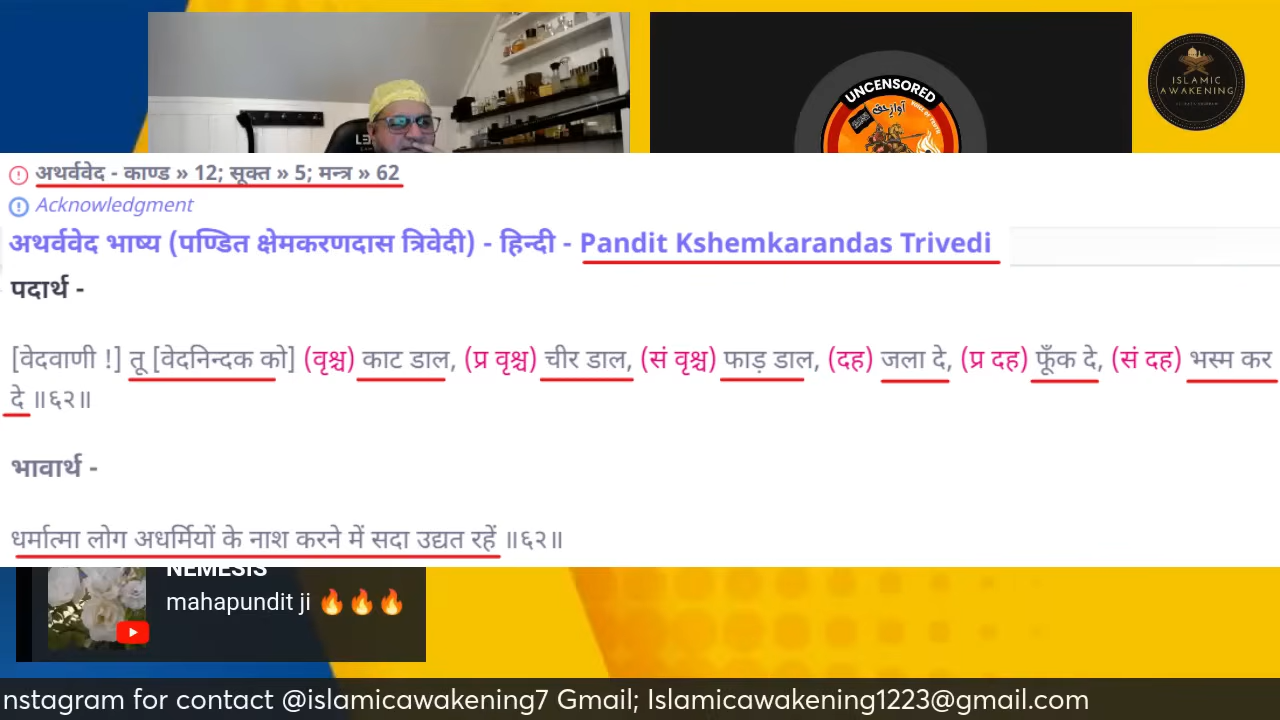 UNCENSORED
آوازِ حق
ISLAMIC
AWAKENING
अथर्ववेद - काण्ड » 12; सूक्त » 5; मन्त्र » 62
Acknowledgment
अथर्ववेद भाष्य (पण्डित क्षेमकरणदास त्रिवेदी) - हिन्दी - Pandit Kshemkarandas Trivedi
पदार्थ -
[वेदवाणी !] तू [वेदनिन्दक को] (वृश्च) काट डाल, (प्र वृश्च) चीर डाल, (सं वृश्च) फाड़ डाल, (दह) जला दे, (प्र दह) फूँक दे, (सं दह) भस्म कर
दे ॥६२॥
भावार्थ -
धर्मात्मा लोग अधर्मियों के नाश करने में सदा उद्यत रहें ॥६२॥
NEMESIS
mahapundit ji 🔥🔥🔥
nstagram for contact @islamicawakening7 Gmail; Islamicawakening1223@gmail.com